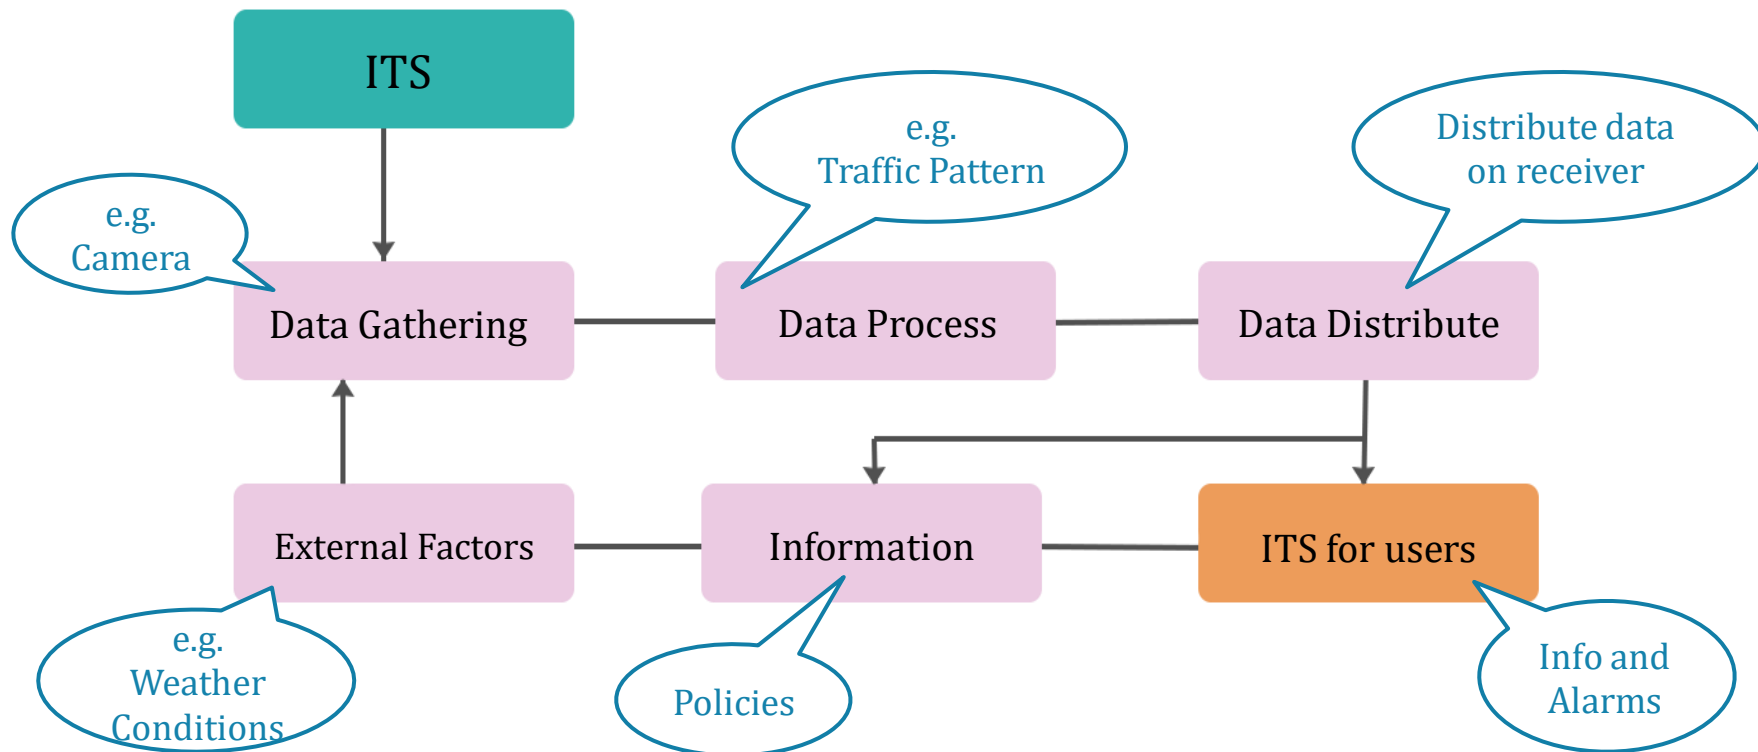 ITS
e.g.
Traffic Pattern
Distribute data
on receiver
e.g.
Camera
Data Gathering
Data Process
Data Distribute
External Factors
Information
ITS for users
e.g.
Weather
Conditions
Policies
Info and
Alarms